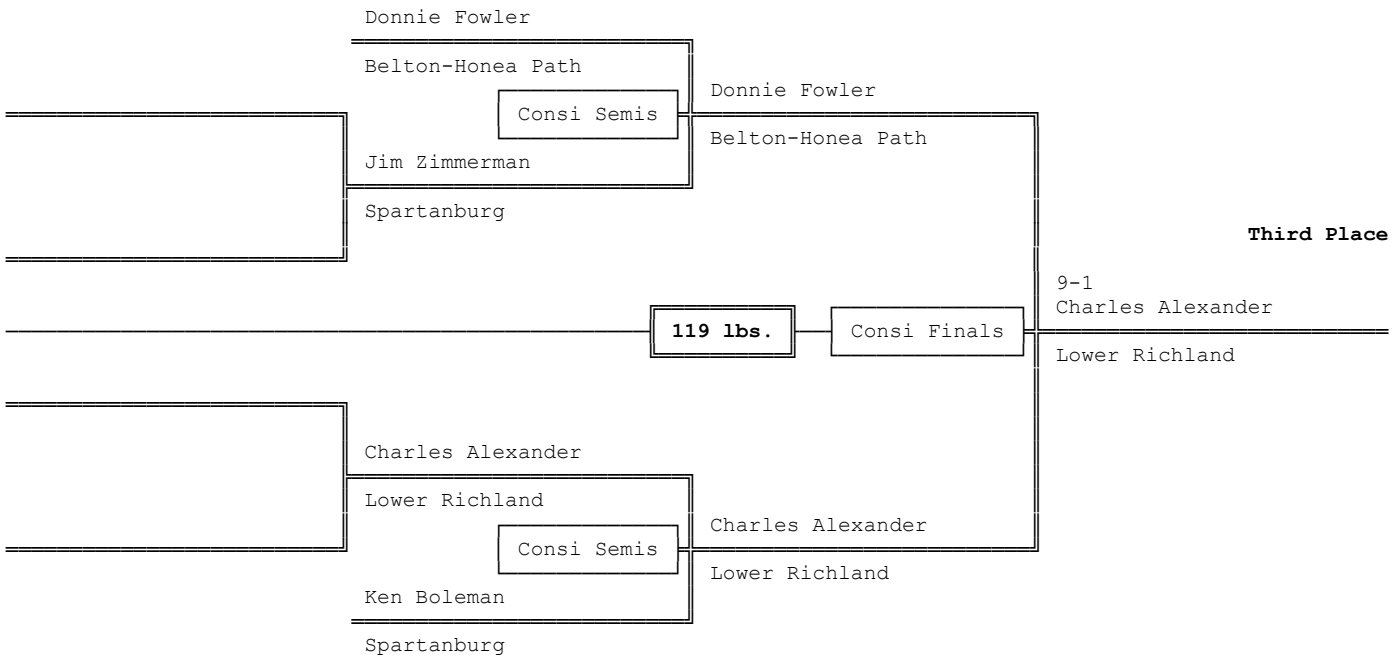 Donnie Fowler
Belton-Honea Path
Donnie Fowler
Consi Semis
Belton-Honea Path
Jim Zimmerman
Spartanburg
Third Place
9-1
Charles Alexander
119 lbs.
Consi Finals
Lower Richland
Charles Alexander
Lower Richland
Charles Alexander
Consi Semis
Lower Richland
Ken Boleman
Spartanburg